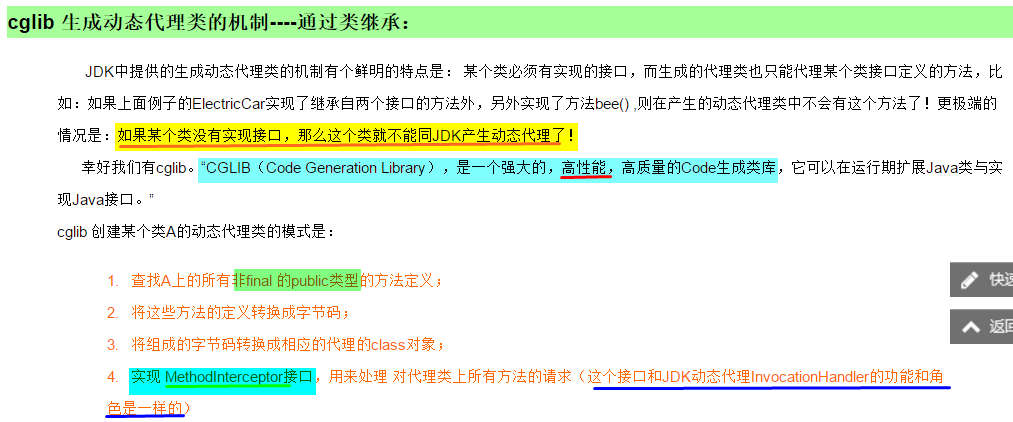 cglib 生成动态代理类的机制----通过类继承：
JDK中提供的生成动态代理类的机制有个鲜明的特点是： 某个类必须有实现的接口，而生成的代理类也只能代理某个类接口定义的方法，比
如：如果上面例子的ElectricCar实现了继承自两个接口的方法外，另外实现了方法bee() ,则在产生的动态代理类中不会有这个方法了！更极端的
情况是：如果某个类没有实现接口，那么这个类就不能同JDK产生动态代理了！
幸好我们有cglib。“CGLIB（Code Generation Library），是一个强大的，高性能，高质量的Code生成类库，它可以在运行期扩展Java类与实
现Java接口。”
cglib 创建某个类A的动态代理类的模式是：
1. 查找A上的所有非final 的public类型的方法定义；
快速
2. 将这些方法的定义转换成字节码；
返回
3. 将组成的字节码转换成相应的代理的class对象；
4. 实现 MethodInterceptor接口，用来处理 对代理类上所有方法的请求（这个接口和JDK动态代理InvocationHandler的功能和角
色是一样的）